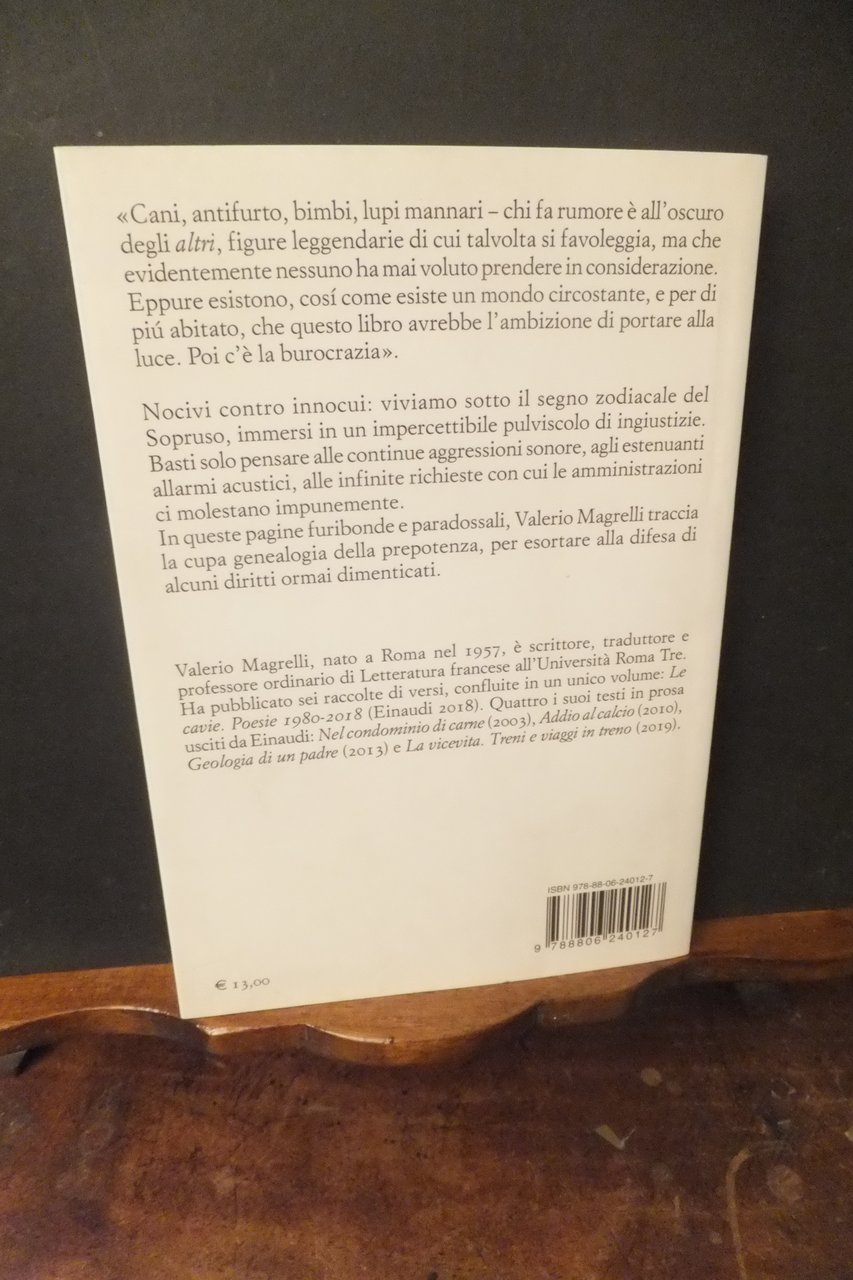 «Cani, antifurto, bimbi, lupi mannari – chi fa rumore è all'oscuro
degli altri, figure leggendarie di cui talvolta si favoleggia, ma che
evidentemente nessuno ha mai voluto prendere in considerazione.
Eppure esistono, cosí come esiste un mondo circostante, e per di
piú abitato, che questo libro avrebbe l'ambizione di portare alla
luce. Poi c'è la burocrazia».
Nocivi contro innocui: viviamo sotto il segno zodiacale del
Sopruso, immersi in un impercettibile pulviscolo di ingiustizie.
Basti solo pensare alle continue aggressioni sonore, agli estenuanti
allarmi acustici, alle infinite richieste con cui le amministrazioni
ci molestano impunemente.
In queste pagine furibonde e paradossali, Valerio Magrelli traccia
la cupa genealogia della prepotenza, per esortare alla difesa di
alcuni diritti ormai dimenticati.
Valerio Magrelli, nato a Roma nel 1957, è scrittore, traduttore e
professore ordinario di Letteratura francese all'Università Roma Tre.
Ha pubblicato sei raccolte di versi, confluite in un unico volume: Le
cavie. Poesie 1980-2018 (Einaudi 2018). Quattro i suoi testi in prosa
usciti da Einaudi: Nel condominio di carne (2003), Addio al calcio (2010),
Geologia di un padre (2013) e La vicevita. Treni e viaggi in treno (2019).
ISBN 978-88-06-24012-7
9 788806 240127
€ 13,00